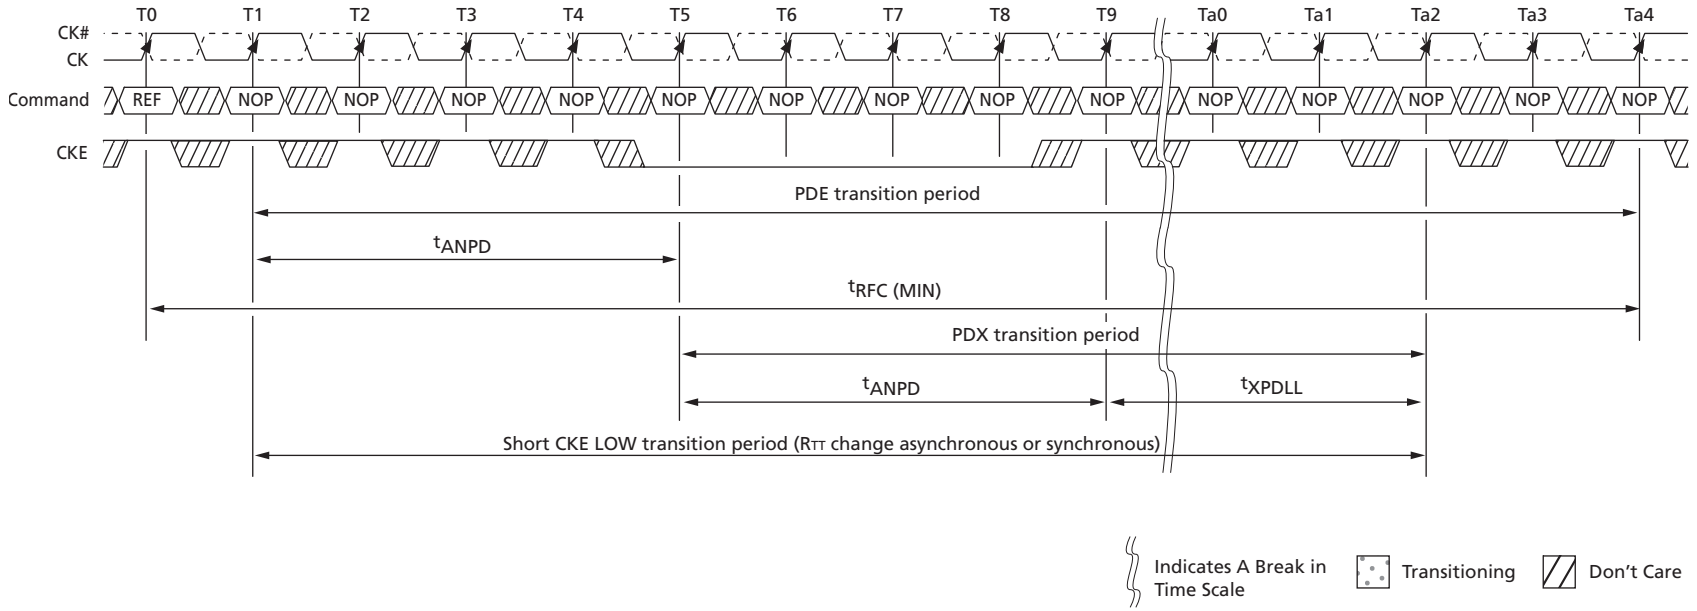 T0 T1 T2 T3 T4 T5 T6 T7 T8 T9 Ta0 Ta1 Ta2 Ta3 Ta4
CK#
CK
Command REF NOP NOP NOP NOP NOP NOP NOP NOP NOP NOP NOP NOP NOP NOP
CKE
PDE transition period
tANPD
tRFC (MIN)
PDX transition period
tANPD tXPDLL
Short CKE LOW transition period (RTT change asynchronous or synchronous)
Indicates A Break in
Time Scale
Transitioning
Don't Care